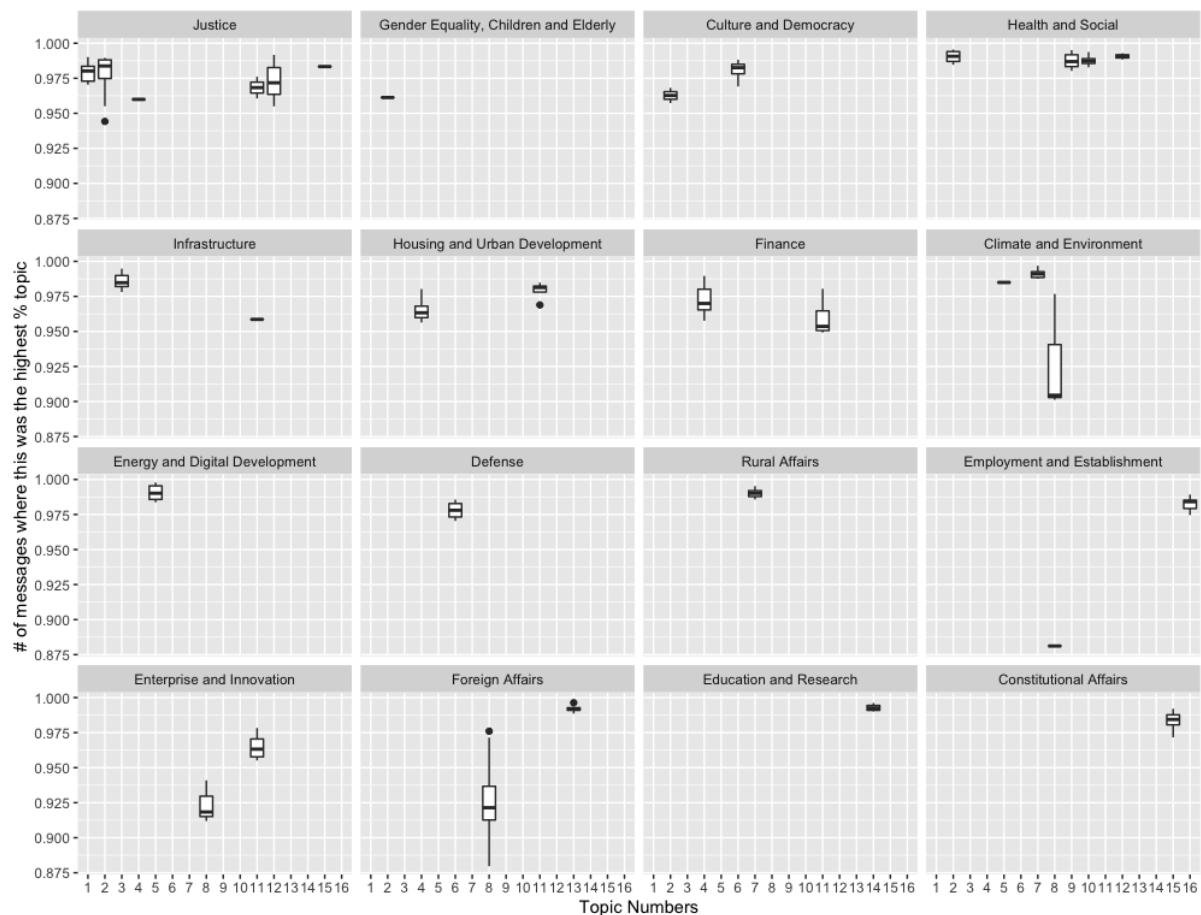 Justice
Gender Equality, Children and Elderly
Culture and Democracy
Health and Social
1.000
0.975
0.950
0.925
0.900
0.875
Infrastructure
Housing and Urban Development
Finance
Climate and Environment
1.000
0.975
0.950
0.925
0.900
0.875
Energy and Digital Development
Defense
Rural Affairs
Employment and Establishment
1.000
0.975
0.950
0.925
0.900
0.875
Enterprise and Innovation
Foreign Affairs
Education and Research
Constitutional Affairs
1.000
0.975
0.950
0.925
0.900
0.875
# of messages where this was the highest % topic
1 2 3 4 5 6 7 8 9 10 11 12 13 14 15 16
1 2 3 4 5 6 7 8 9 10 11 12 13 14 15 16
1 2 3 4 5 6 7 8 9 10 11 12 13 14 15 16
1 2 3 4 5 6 7 8 9 10 11 12 13 14 15 16
Topic Numbers